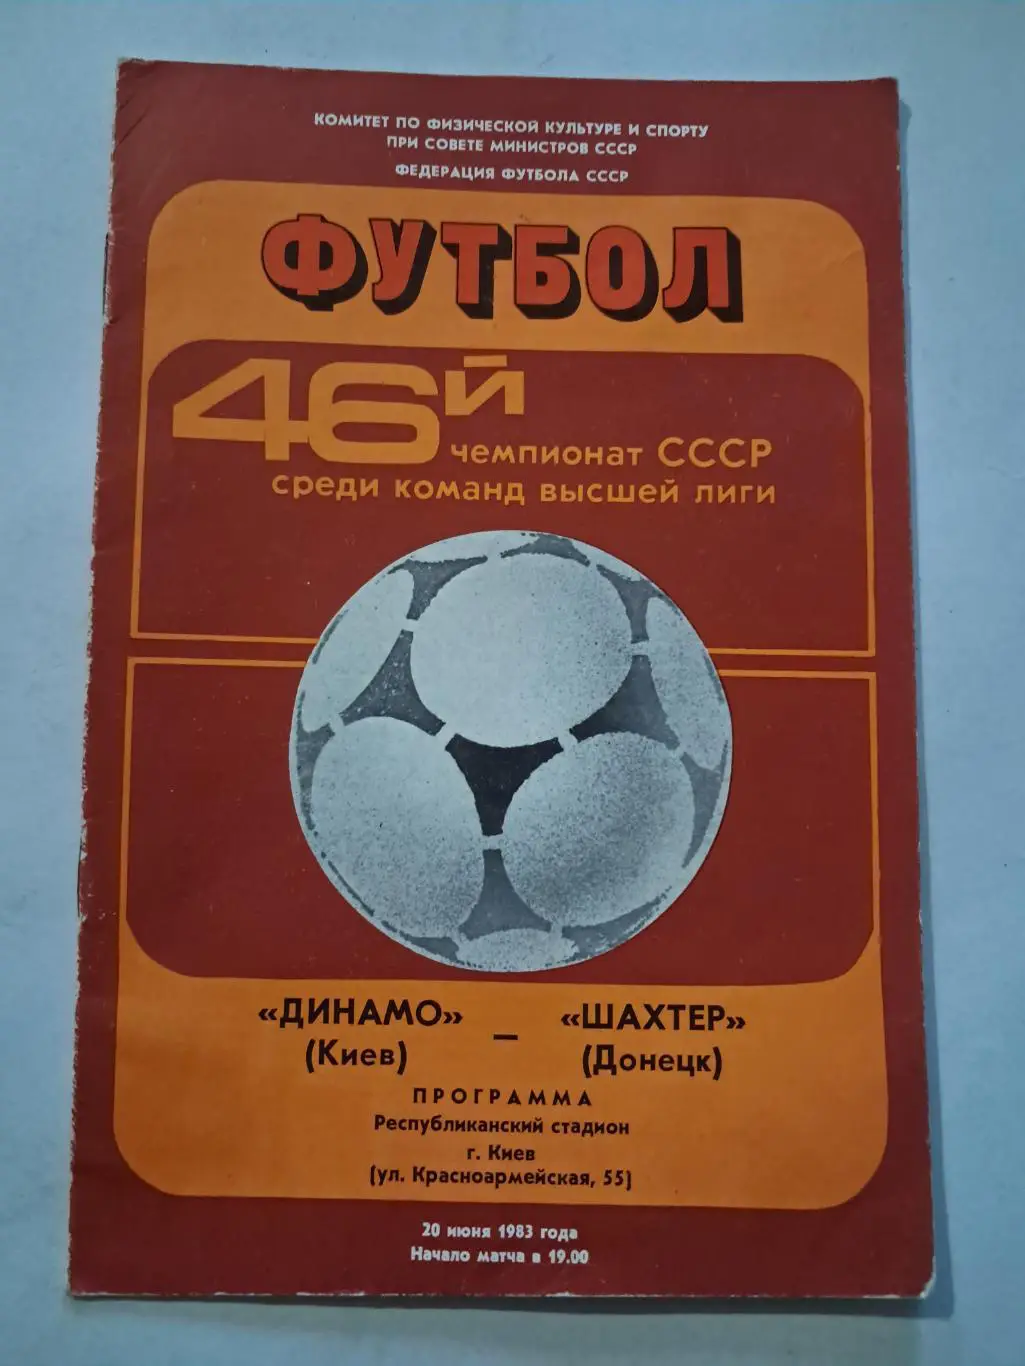 КОМИТЕТ ПО ФИЗИЧЕСКОЙ КУЛЬТУРЕ И СПОРТУ
ПРИ СОВЕТЕ МИНИСТРОВ СССР
ФЕДЕРАЦИЯ ФУТБОЛА СССР
ФУТБОЛ
46й
чемпионат СССР
среди команд высшей лиги
«ДИНАМО» – «ШАХТЕР»
(Киев) (Донецк)
ПРОГРАММА
Республиканский стадион
г. Киев
(ул. Красноармейская, 55)
20 июня 1983 года
Начало матча в 19.00